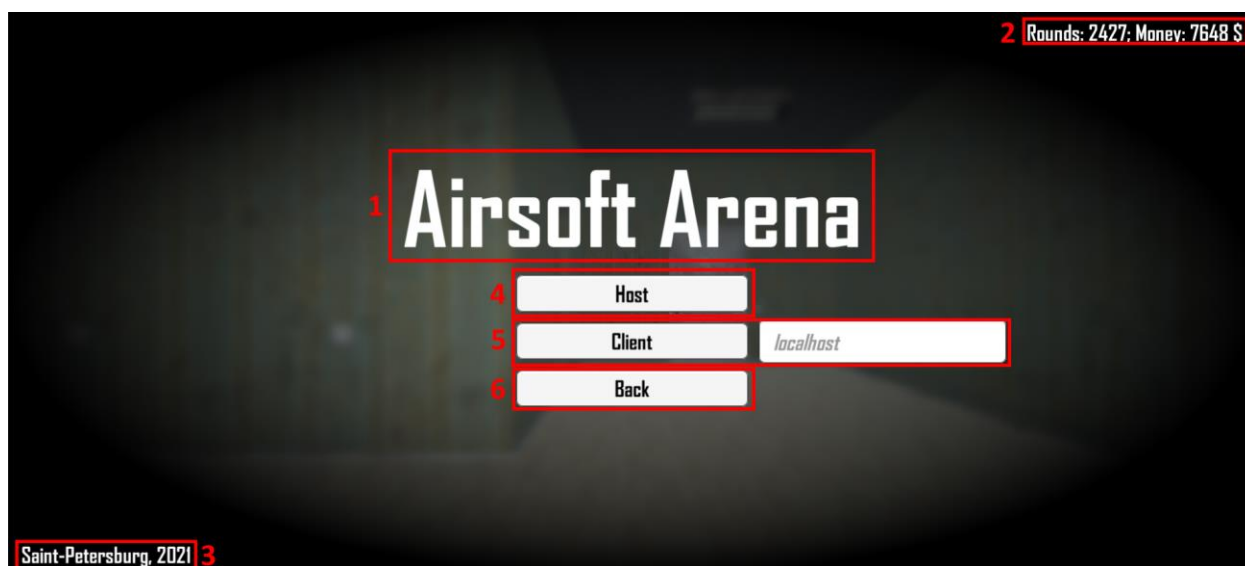 2 Rounds: 2427; Money: 7648 $
1 Airsoft Arena
4 Host
5 Client localhost
6 Back
Saint-Petersburg, 2021 3